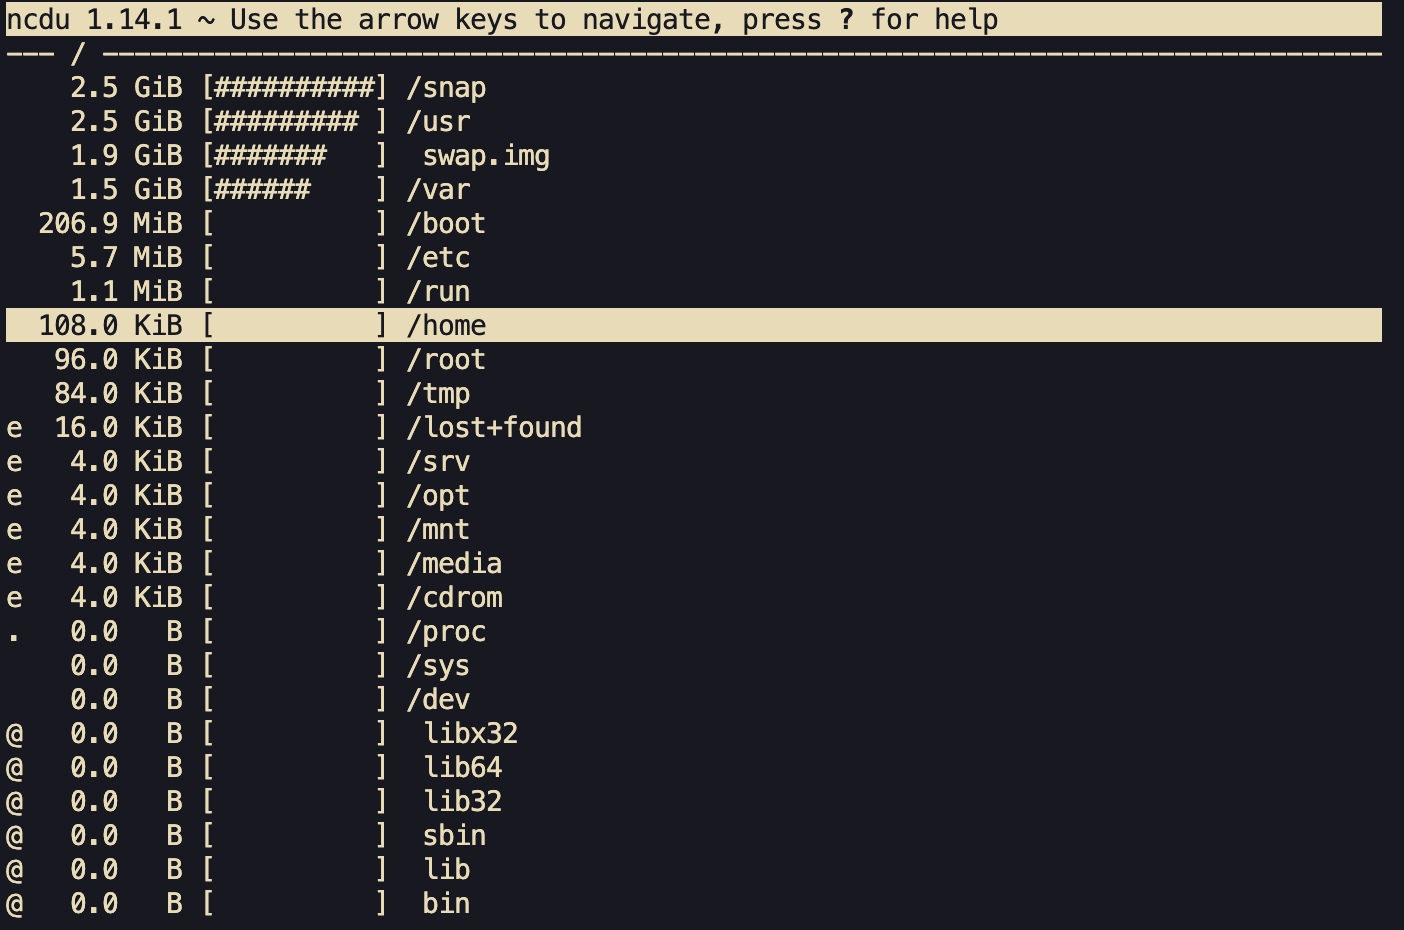 ncdu 1.14.1 ~ Use the arrow keys to navigate, press ? for help
--- / --------------------------------------------------------------------------------
    2.5 GiB [##########] /snap
    2.5 GiB [######### ] /usr
    1.9 GiB [#######   ]  swap.img
    1.5 GiB [######    ] /var
  206.9 MiB [          ] /boot
    5.7 MiB [          ] /etc
    1.1 MiB [          ] /run
  108.0 KiB [          ] /home
   96.0 KiB [          ] /root
   84.0 KiB [          ] /tmp
e  16.0 KiB [          ] /lost+found
e   4.0 KiB [          ] /srv
e   4.0 KiB [          ] /opt
e   4.0 KiB [          ] /mnt
e   4.0 KiB [          ] /media
e   4.0 KiB [          ] /cdrom
.   0.0   B [          ] /proc
    0.0   B [          ] /sys
    0.0   B [          ] /dev
@   0.0   B [          ]  libx32
@   0.0   B [          ]  lib64
@   0.0   B [          ]  lib32
@   0.0   B [          ]  sbin
@   0.0   B [          ]  lib
@   0.0   B [          ]  bin